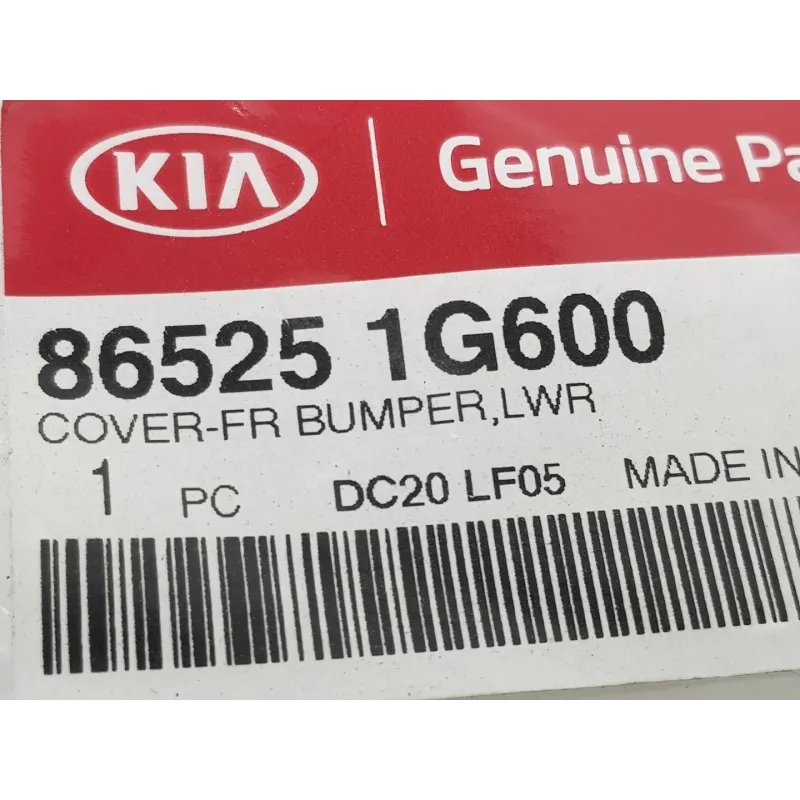 KIA Genuine Pa
86525 1G600
COVER-FR BUMPER,LWR
1 PC DC20 LF05 MADE IN